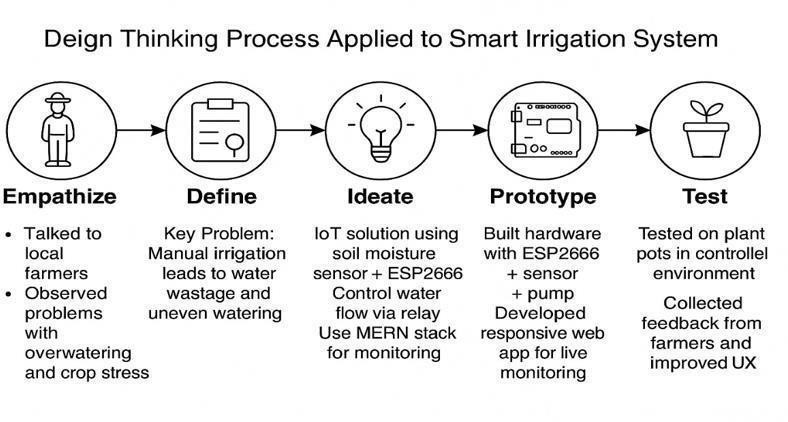 Deign Thinking Process Applied to Smart Irrigation System
Empathize
• Talked to
local
farmers
• Observed
problems
with
overwatering
and crop stress
Define
Key Problem:
Manual irrigation
leads to water
wastage and
uneven watering
Ideate
IoT solution using
soil moisture
sensor + ESP2666
Control water
flow via relay
Use MERN stack
for monitoring
Prototype
Built hardware
with ESP2666
+ sensor
+ pump
Developed
responsive web
app for live
monitoring
Test
Tested on plant
pots in controllel
environment
Collected
feedback from
farmers and
improved UX